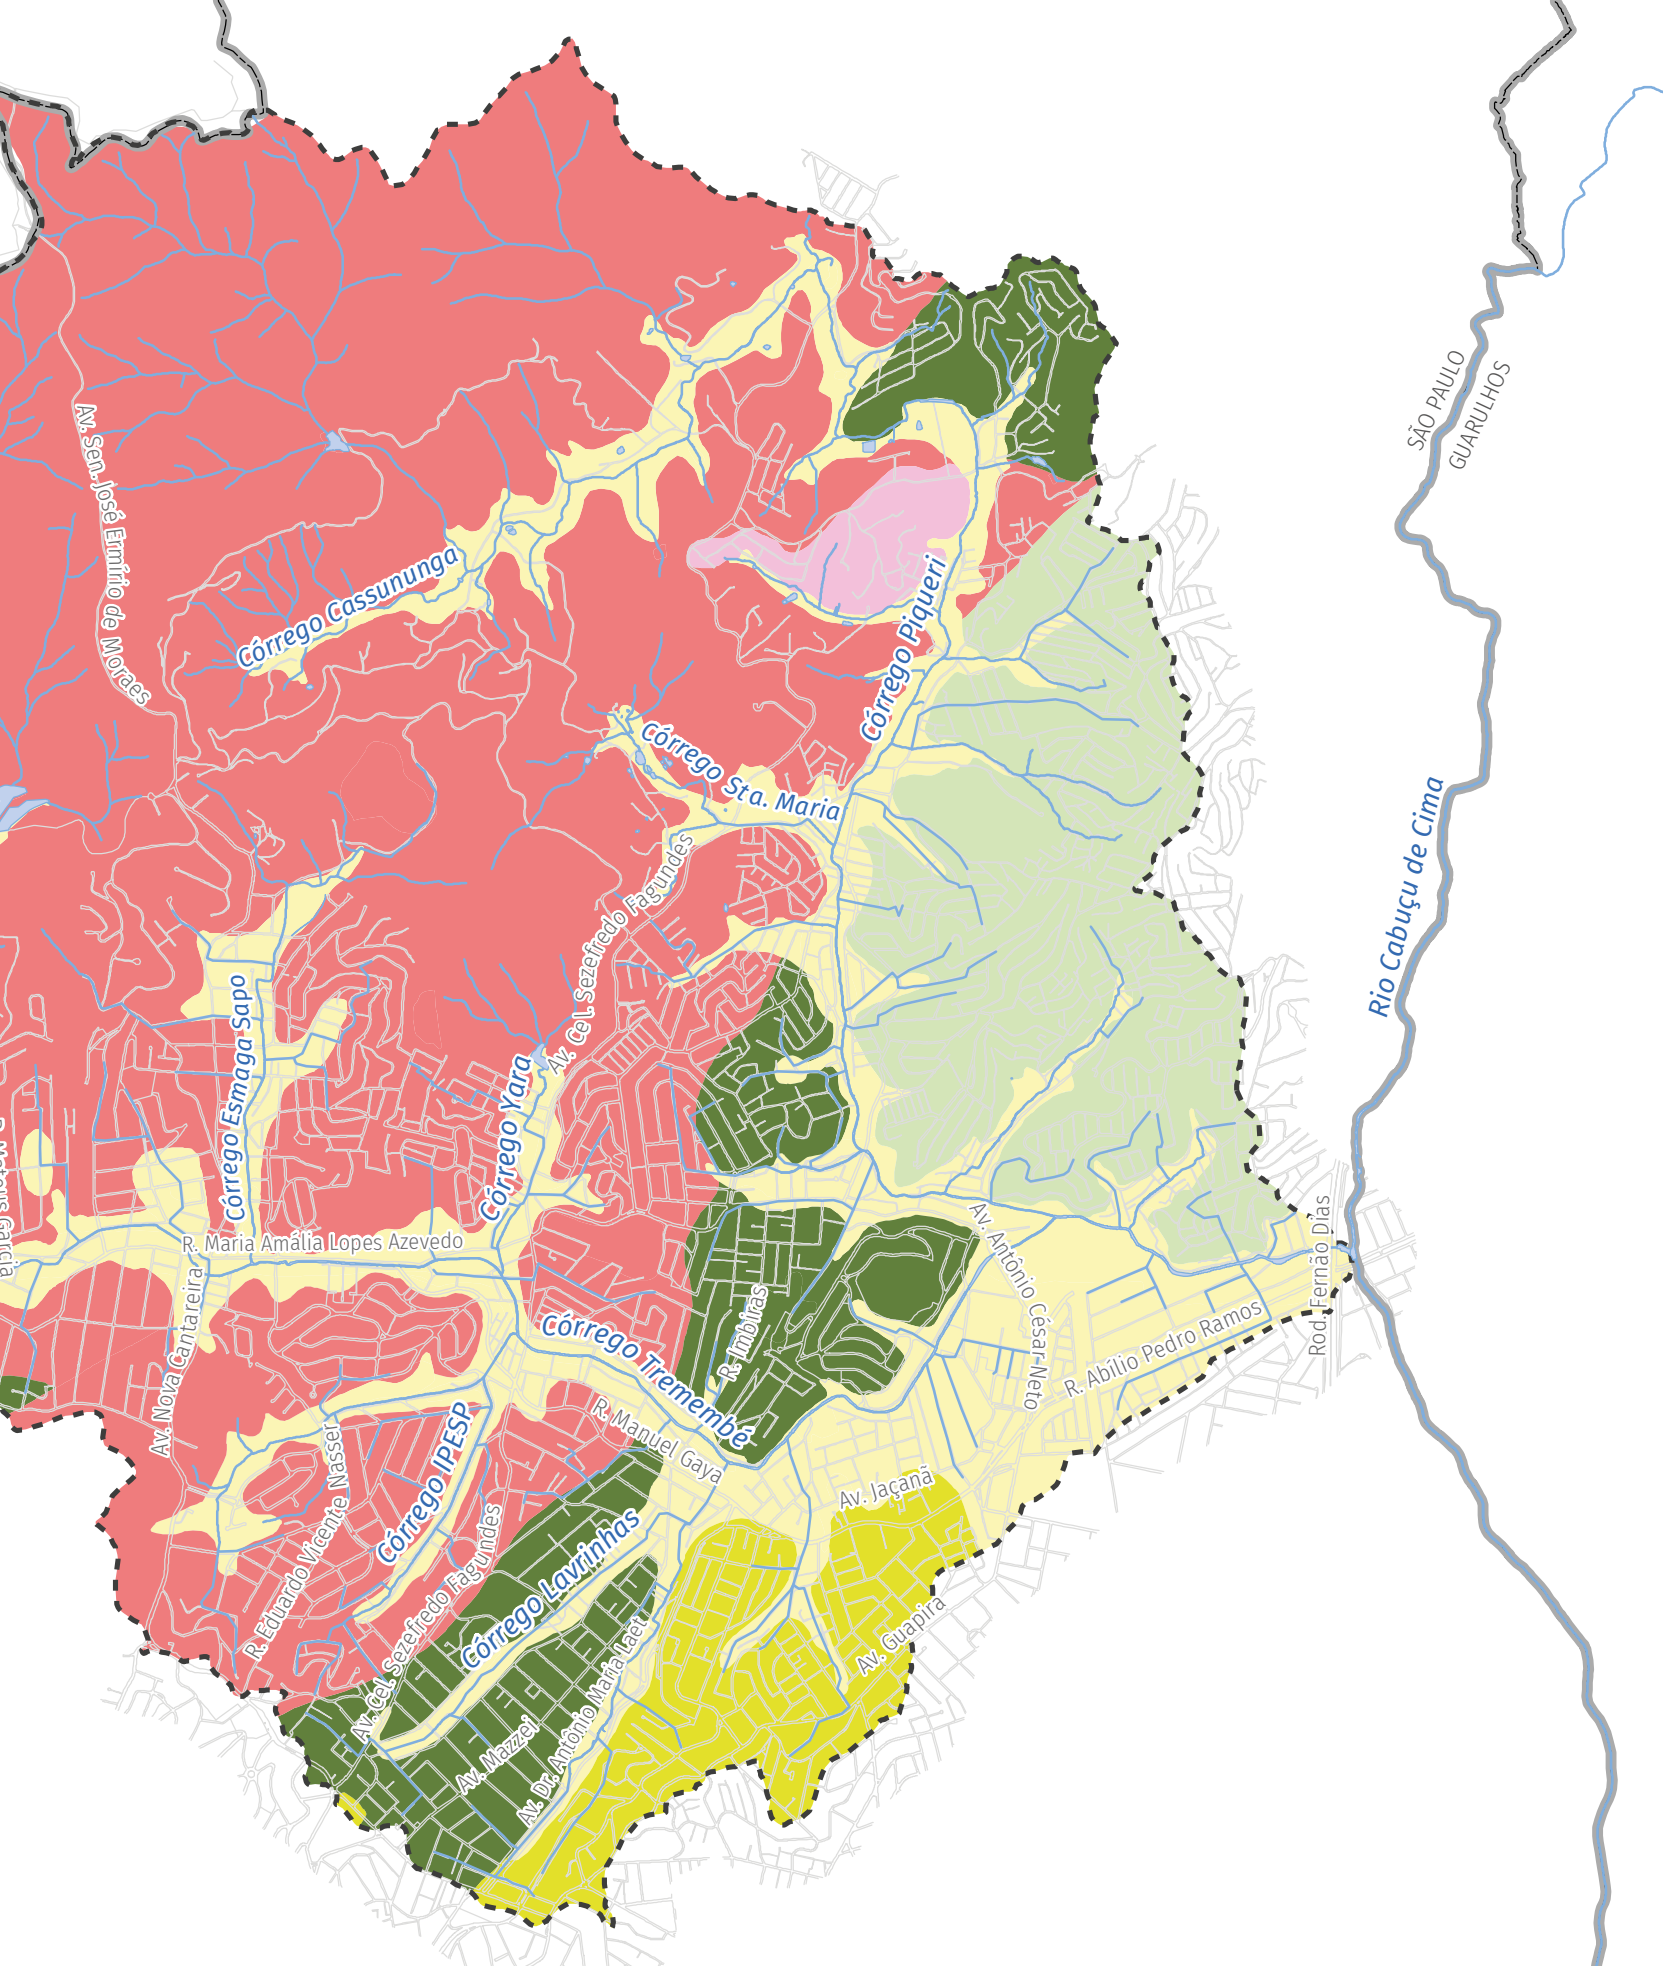 SÃO PAULO
GUARULHOS
Av. Sen. José Ermírio de Moraes
Córrego Cassununga
Córrego Piqueri
Córrego Sta. Maria
Rio Cabuçu de Cima
Av. Cel. Sezefredo Fagundes
Córrego Esmaga Sapo
Córrego Yara
R. Mateus Garcia
R. Maria Amália Lopes Azevedo
Av. Nova Cantareira
Córrego Tremembé
R. Imbiras
Av. Antônio César Neto
Rod. Fernão Dias
R. Abílio Pedro Ramos
R. Manuel Gaya
Córrego IPESP
R. Eduardo Vicente Nasser
Av. Jaçanã
Córrego Lavrinhas
Av. Cel. Sezefredo Fagundes
Av. Guapira
Av. Mazzei
Av. Dr. Antônio Maria Laet